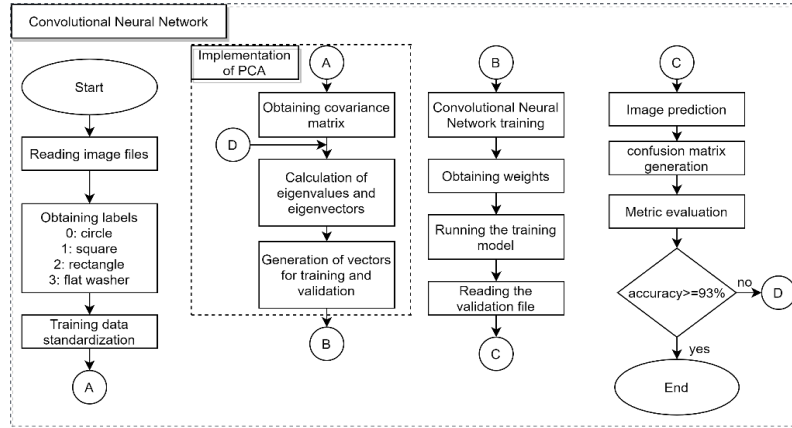 Convolutional Neural Network
Start
Reading image files
Obtaining labels
0: circle
1: square
2: rectangle
3: flat washer
Training data
standardization
A
Implementation
of PCA
A
Obtaining covariance
matrix
D
Calculation of
eigenvalues and
eigenvectors
Generation of vectors
for training and
validation
B
B
Convolutional Neural
Network training
Obtaining weights
Running the training
model
Reading the
validation file
C
C
Image prediction
confusion matrix
generation
Metric evaluation
accuracy>=93%
no
D
yes
End